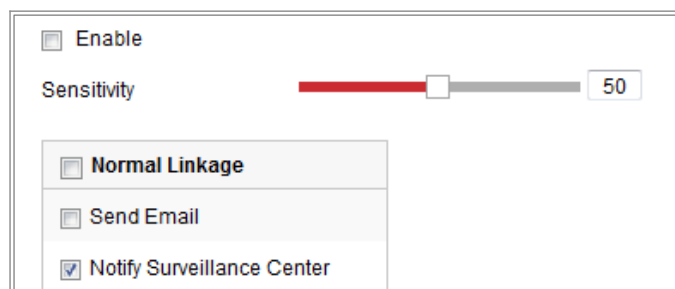 Enable
Sensitivity 50
Normal Linkage
Send Email
Notify Surveillance Center